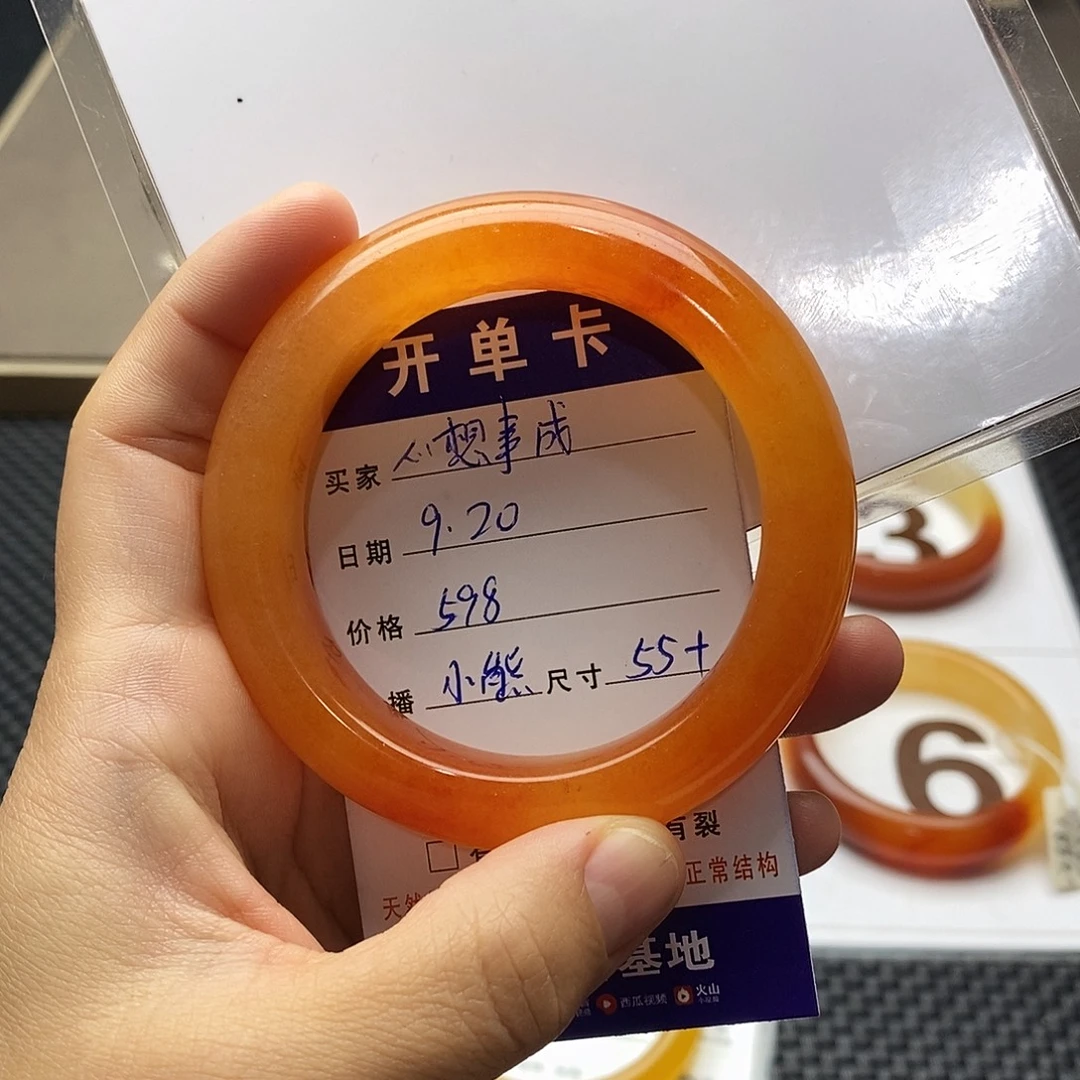 开单卡
买家 心想事成
日期 9.20
价格 598
播 小熊 尺寸 55+
有裂
正常结构
基地
西瓜视频 火山
3
6